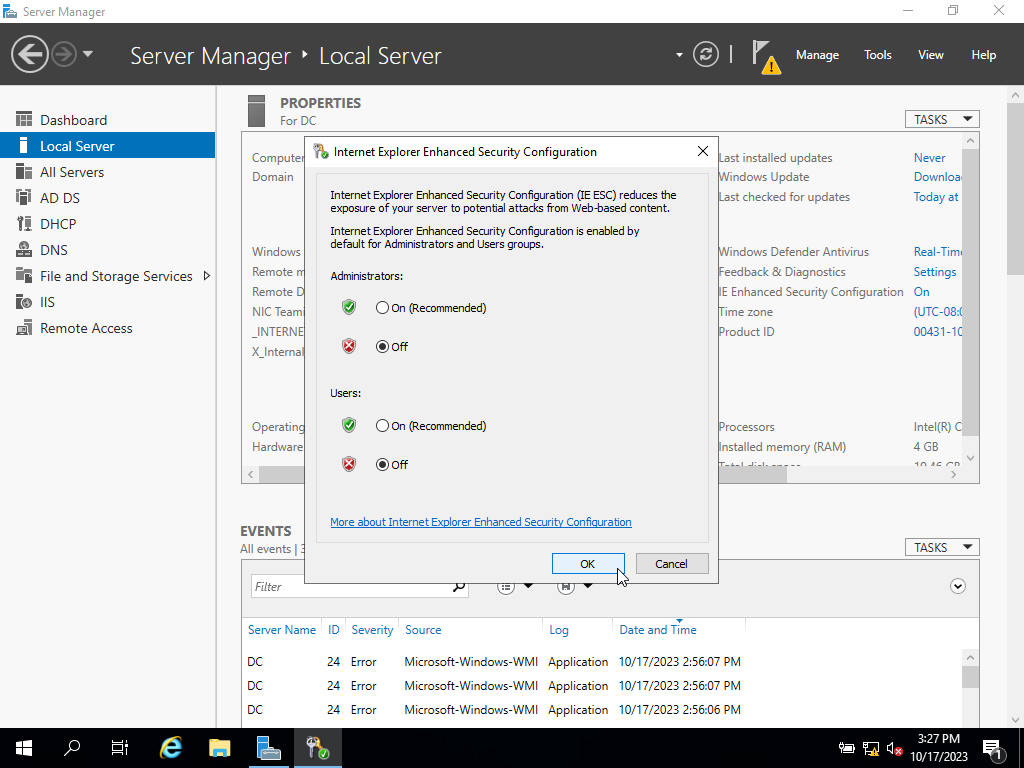 Server Manager
Server Manager ‣ Local Server
Manage Tools View Help
Dashboard
Local Server
All Servers
AD DS
DHCP
DNS
File and Storage Services
IIS
Remote Access
PROPERTIES
For DC
TASKS
Computer
Domain
Windows
Remote m
Remote D
NIC Teami
_INTERNE
X_Internal
Operating
Hardware
Last installed updates Never
Windows Update Downloa
Last checked for updates Today at
Windows Defender Antivirus Real-Time
Feedback & Diagnostics Settings
IE Enhanced Security Configuration On
Time zone (UTC-08:0
Product ID 00431-10
Processors Intel(R) C
Installed memory (RAM) 4 GB
Total disk space 19.46 GB
Internet Explorer Enhanced Security Configuration
Internet Explorer Enhanced Security Configuration (IE ESC) reduces the
exposure of your server to potential attacks from Web-based content.
Internet Explorer Enhanced Security Configuration is enabled by
default for Administrators and Users groups.
Administrators:
On (Recommended)
Off
Users:
On (Recommended)
Off
More about Internet Explorer Enhanced Security Configuration
OK Cancel
EVENTS
All events | 3
TASKS
Filter
Server Name ID Severity Source Log Date and Time
DC 24 Error Microsoft-Windows-WMI Application 10/17/2023 2:56:07 PM
DC 24 Error Microsoft-Windows-WMI Application 10/17/2023 2:56:07 PM
DC 24 Error Microsoft-Windows-WMI Application 10/17/2023 2:56:06 PM
3:27 PM
10/17/2023
1